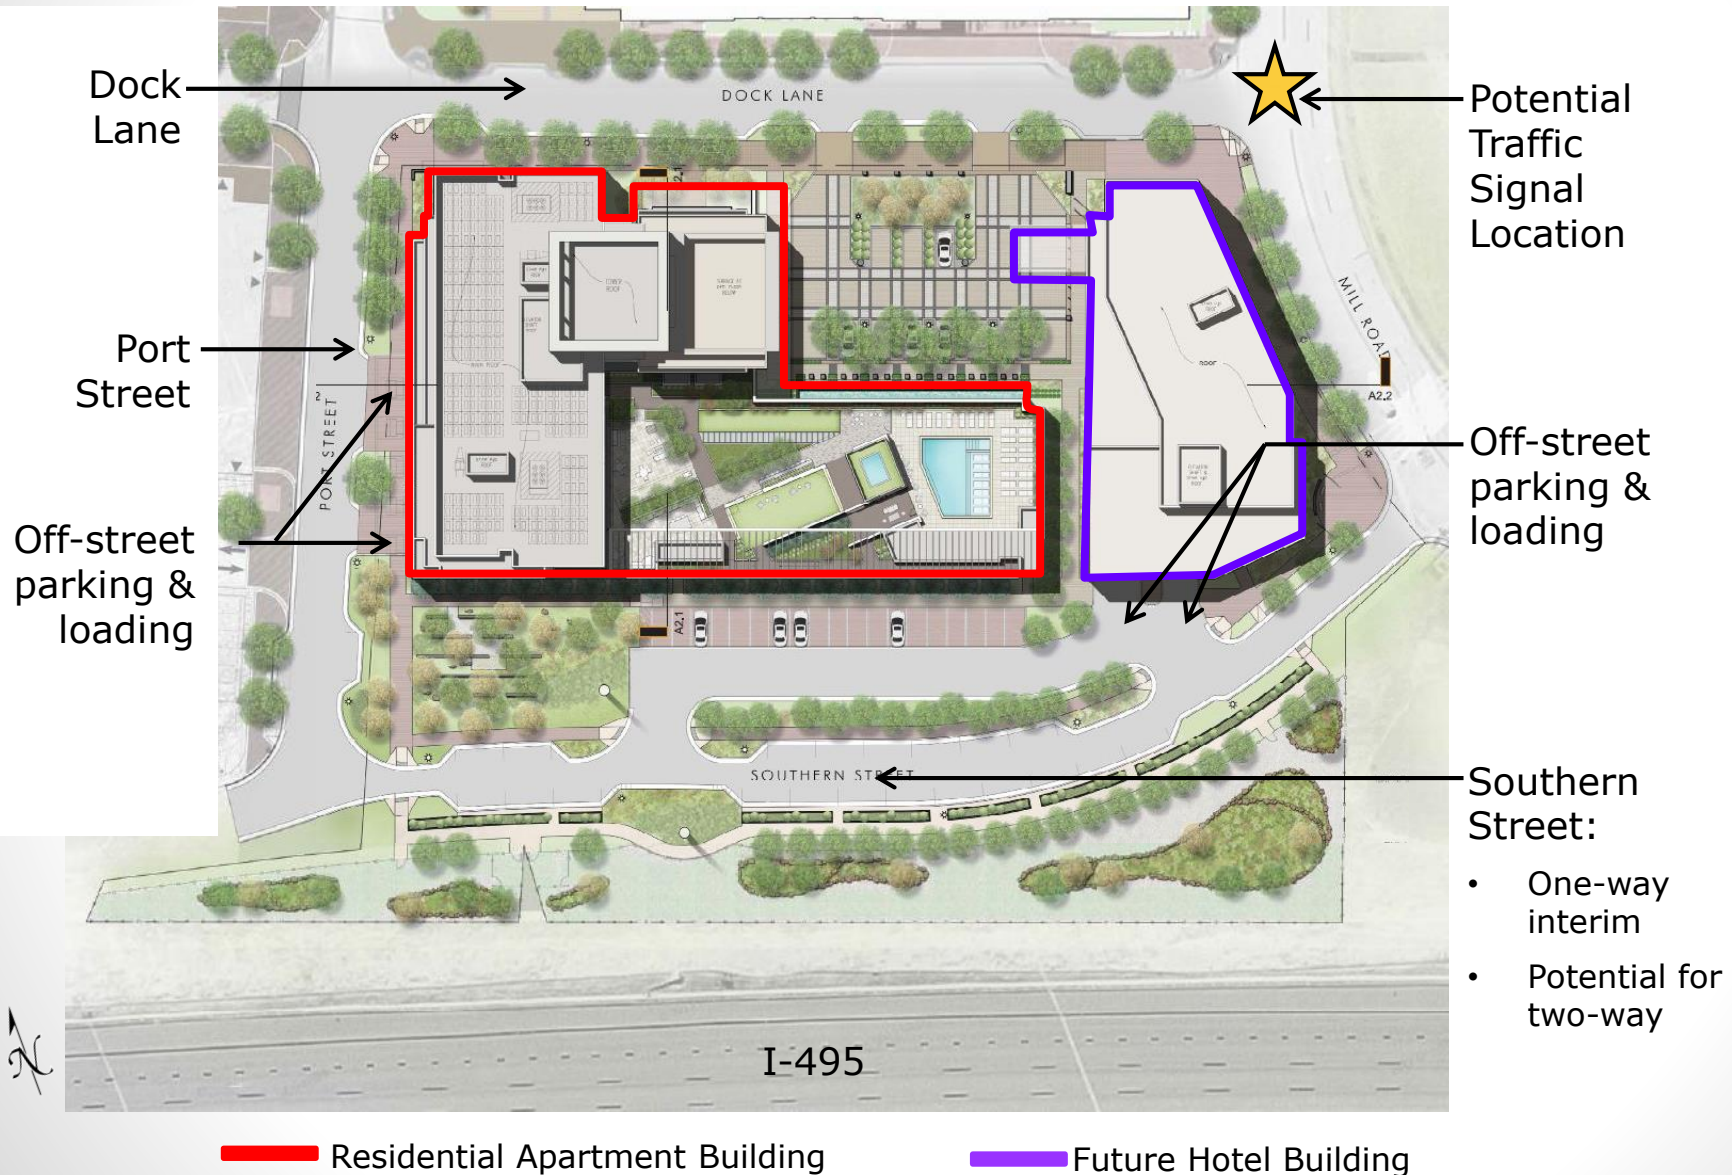 DOCK LANE
Dock
Lane
Potential
Traffic
Signal
Location
MILL ROAD
Port
Street
PORT STREET
ROOF
A2.2
Off-street
parking &
loading
Off-street
parking &
loading
A2.1
SOUTHERN STREET
Southern
Street:
• One-way
interim
• Potential for
two-way
N
I-495
Residential Apartment Building
Future Hotel Building